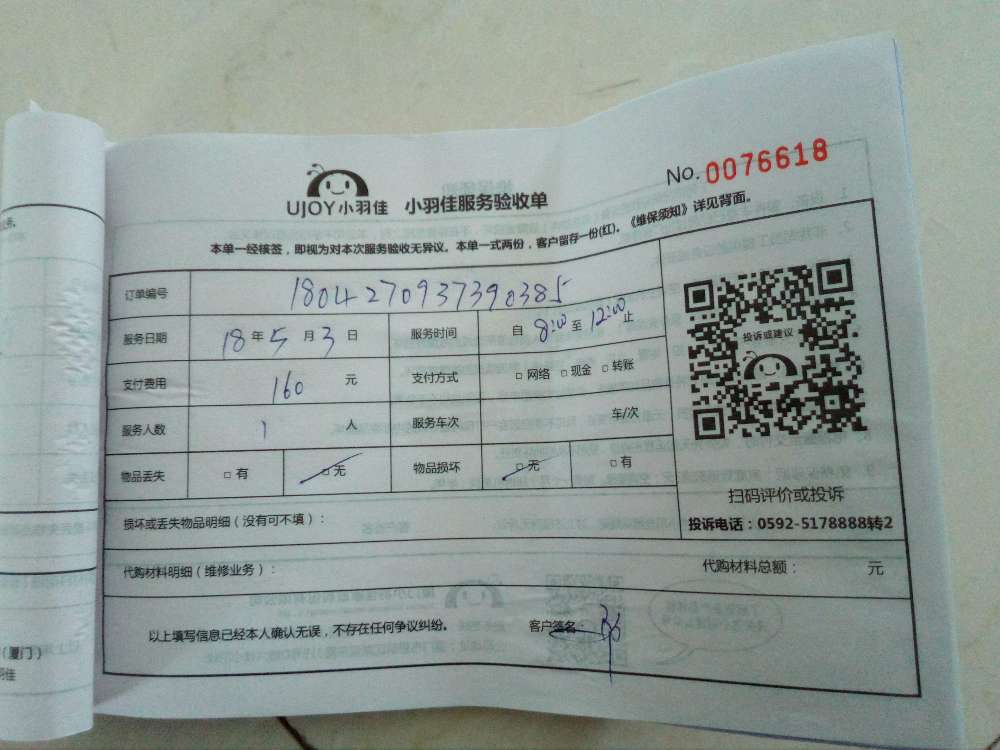 No. 0076618
UJOY小羽佳 小羽佳服务验收单
本单一经核签，即视为对本次服务验收无异议。本单一式两份，客户留存一份(红)。《维保须知》详见背面。
订单编号 1804270937390385
服务日期 18年5月3日 服务时间 自8:00至12:00止
支付费用 160 元 支付方式 □网络 □现金 □转账
服务人数 1 人 服务车次 车/次
物品丢失 □有 □无 物品损坏 □无 □有
投诉或建议
扫码评价或投诉
投诉电话：0592-5178888转2
损坏或丢失物品明细（没有可不填）：
代购材料明细（维修业务）： 代购材料总额： 元
以上填写信息已经本人确认无误，不存在任何争议纠纷。 客户签名
(厦门)